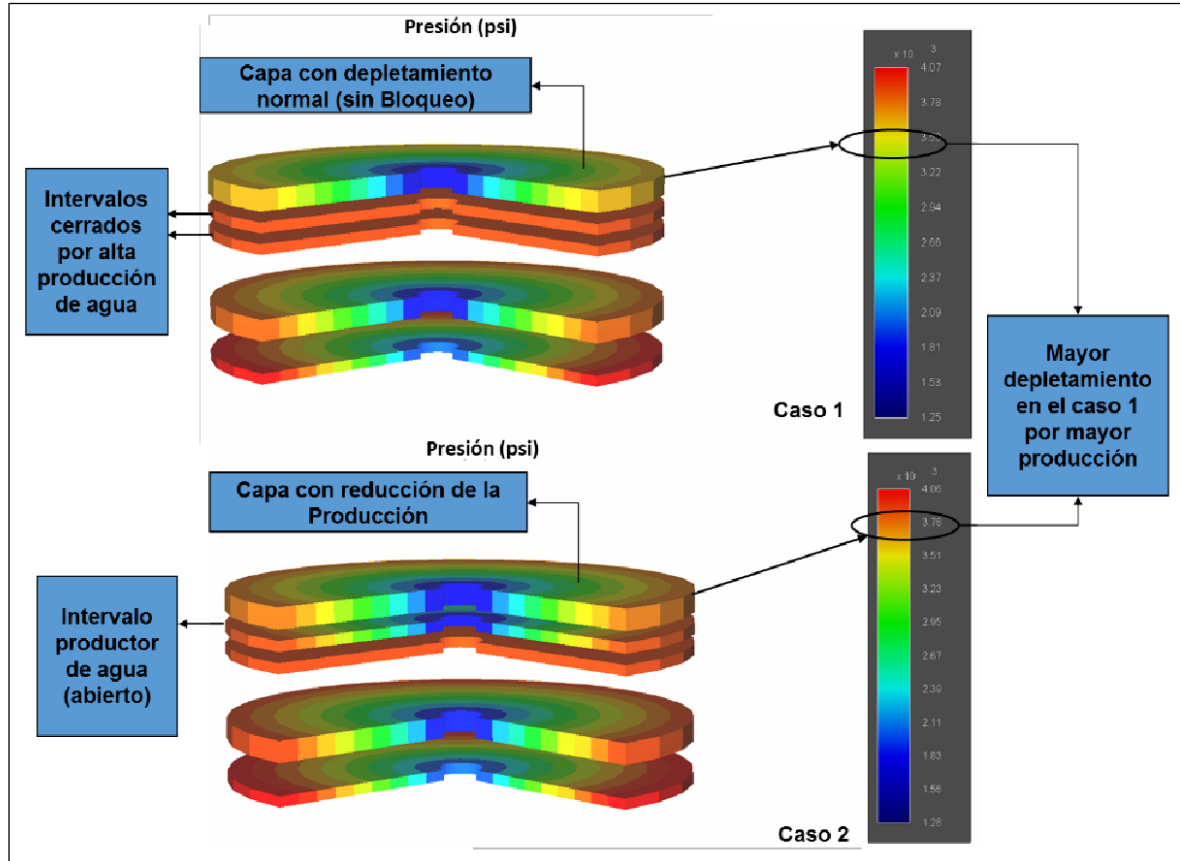 Presión (psi)
Capa con depletamiento
normal (sin Bloqueo)
Intervalos
cerrados
por alta
producción
de agua
Caso 1
x 10 3
4.07
3.78
3.22
2.94
2.66
2.37
2.09
1.81
1.53
1.25
Mayor
depletamiento
en el caso 1
por mayor
producción
Presión (psi)
Capa con reducción de la
Producción
Intervalo
productor
de agua
(abierto)
Caso 2
x 10 3
4.06
3.78
3.51
3.23
2.95
2.67
2.39
2.11
1.83
1.56
1.28